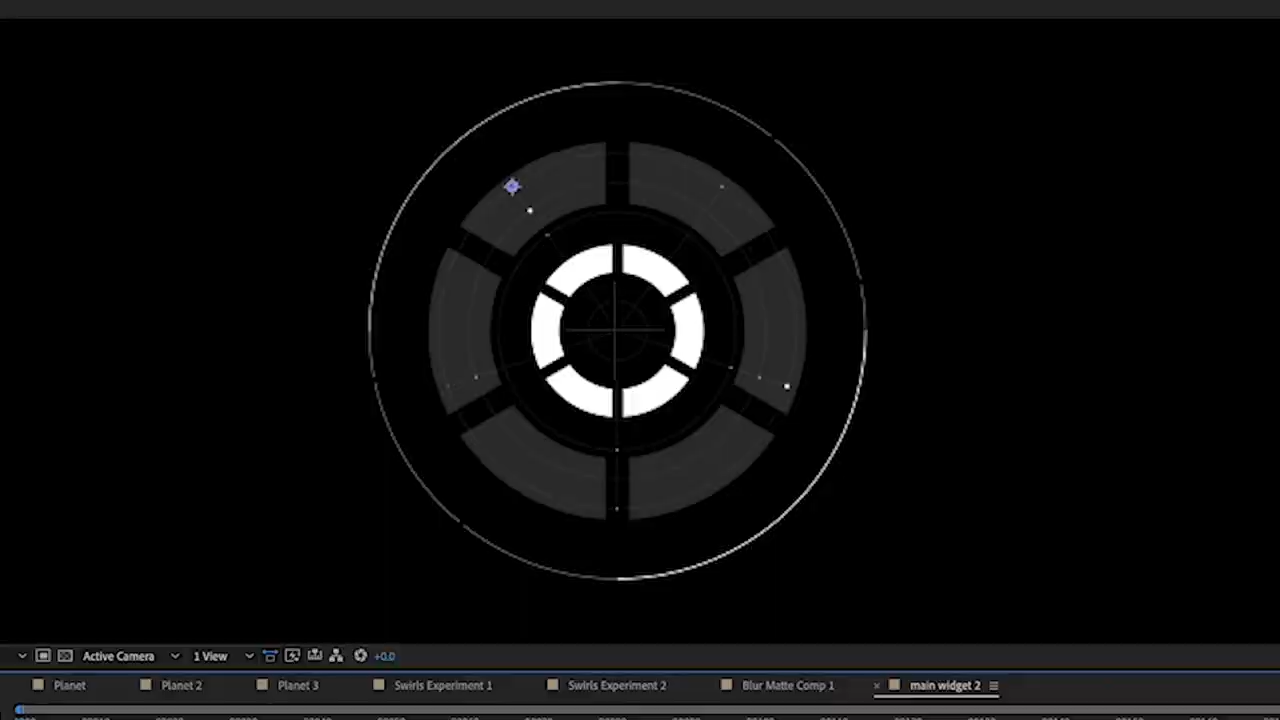 Active Camera 1 View +0.0
Planet Planet 2 Planet 3 Swirls Experiment 1 Swirls Experiment 2 Blur Matte Comp 1 × main widget 2